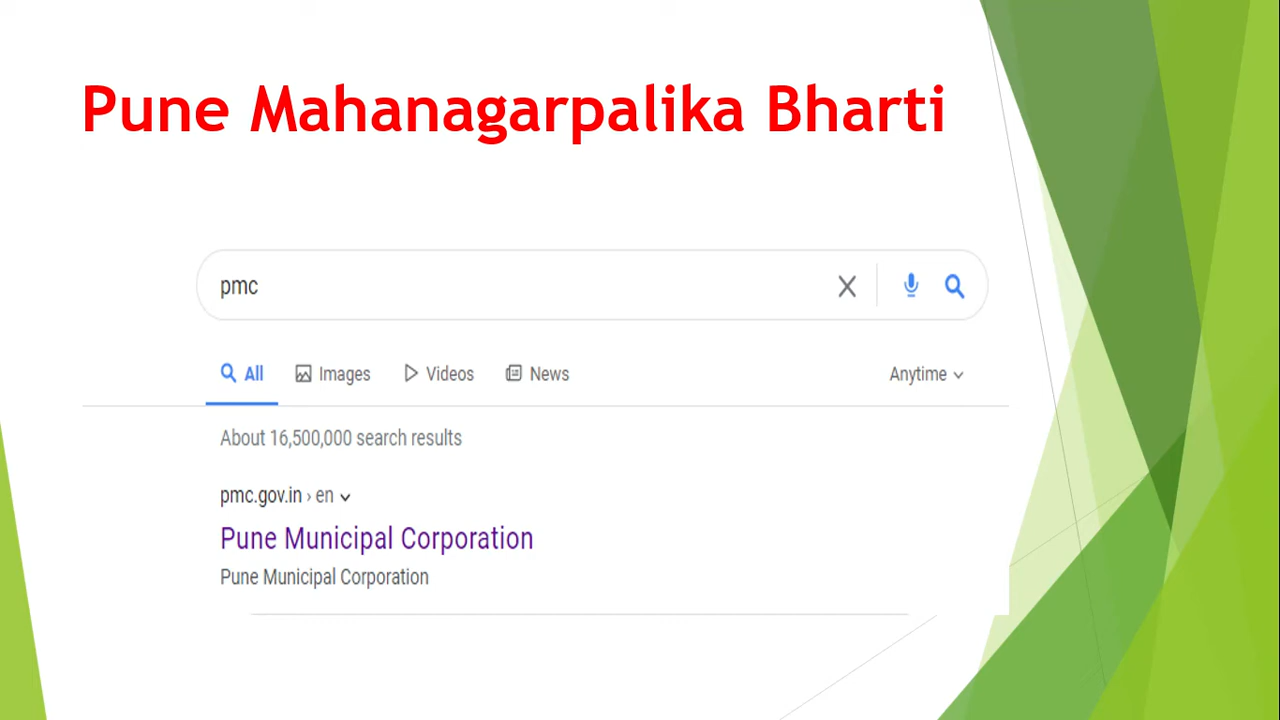 Pune Mahanagarpalika Bharti
pmc
All Images Videos News Anytime
About 16,500,000 search results
pmc.gov.in › en
Pune Municipal Corporation
Pune Municipal Corporation